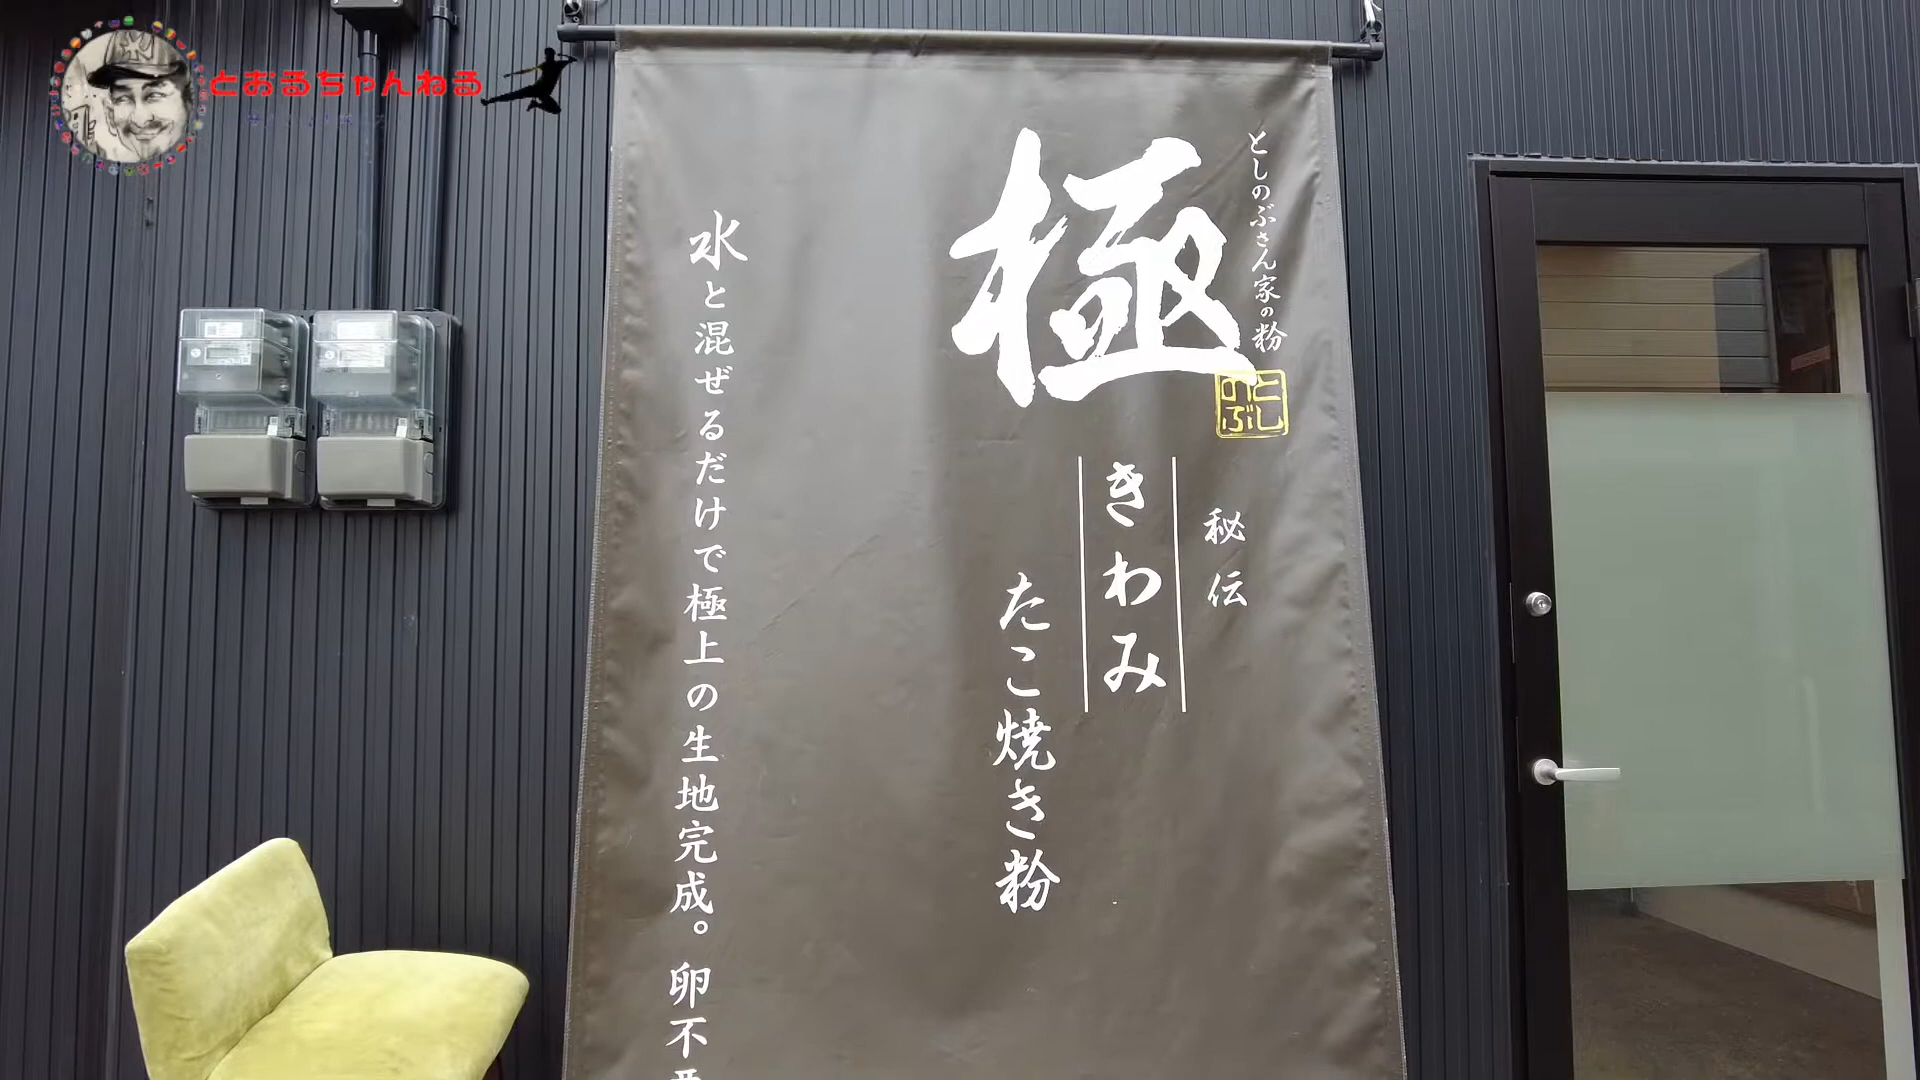 とおるちゃんねる
としのぶさん家の粉
極
としのぶ
秘伝
きわみ
たこ焼き粉
水と混ぜるだけで極上の生地完成。卵不